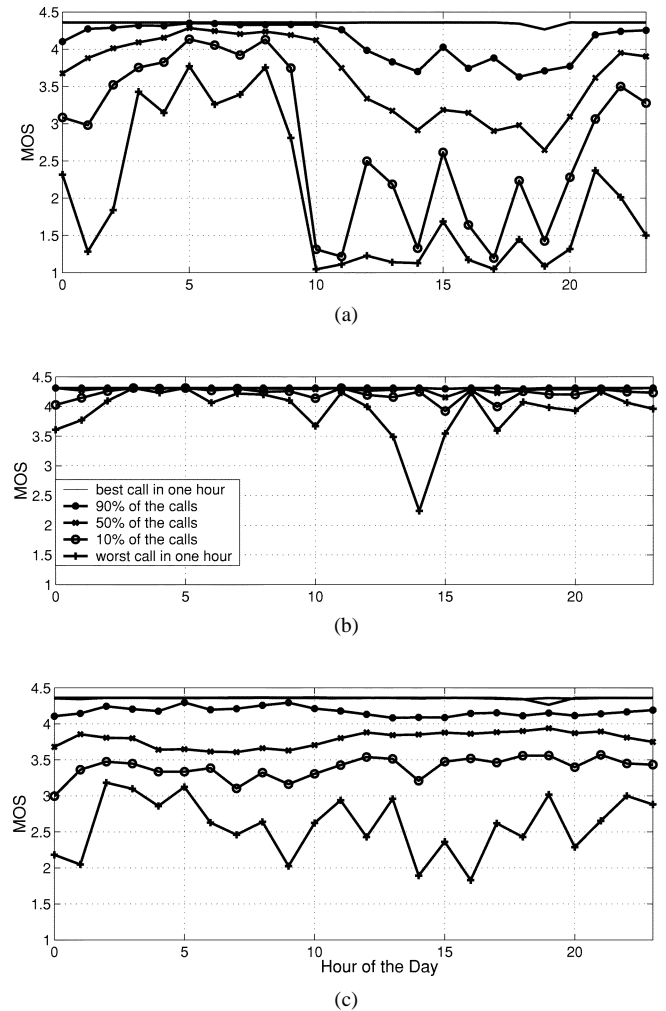 4.5
4
3.5
3
2.5
2
1.5
1
MOS
0 5 10 15 20
(a)
4.5
4
3.5
3
2.5
2
1.5
1
MOS
best call in one hour
90% of the calls
50% of the calls
10% of the calls
worst call in one hour
0 5 10 15 20
(b)
4.5
4
3.5
3
2.5
2
1.5
1
MOS
0 5 10 15 20
Hour of the Day
(c)